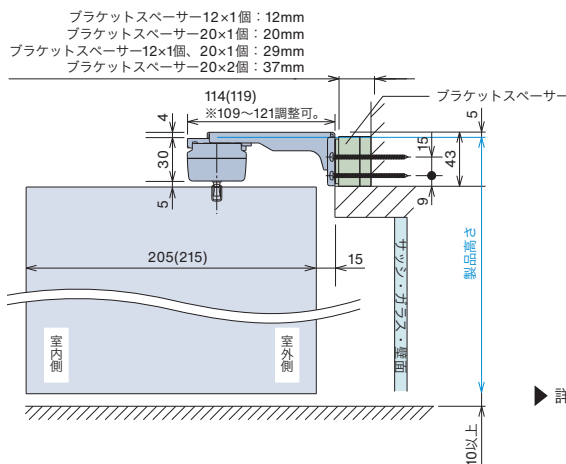 ブラケットスペーサー12×1個：12mm
ブラケットスペーサー20×1個：20mm
ブラケットスペーサー12×1個、20×1個：29mm
ブラケットスペーサー20×2個：37mm
114(119)
※109～121調整可。
ブラケットスペーサー
4
30
5
5
15
43
9
205(215)
15
製品高さ
サッシ・ガラス・壁面
室内側
室外側
10以上
▶